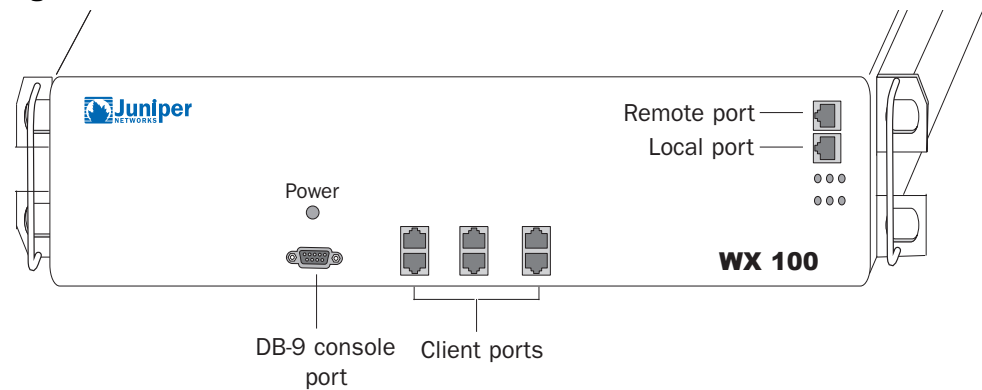 Juniper
NETWORKS
Remote port
Local port
Power
WX 100
DB-9 console
port
Client ports